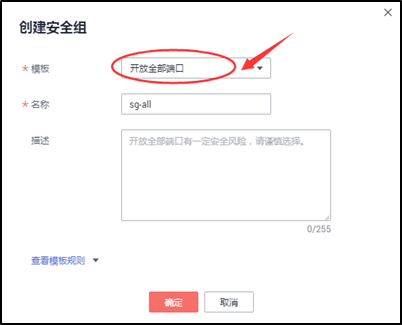 创建安全组
* 模板 开放全部端口
* 名称 sg-all
描述 开放全部端口有一定安全风险，请谨慎选择。
0/255
查看模板规则
确定 取消